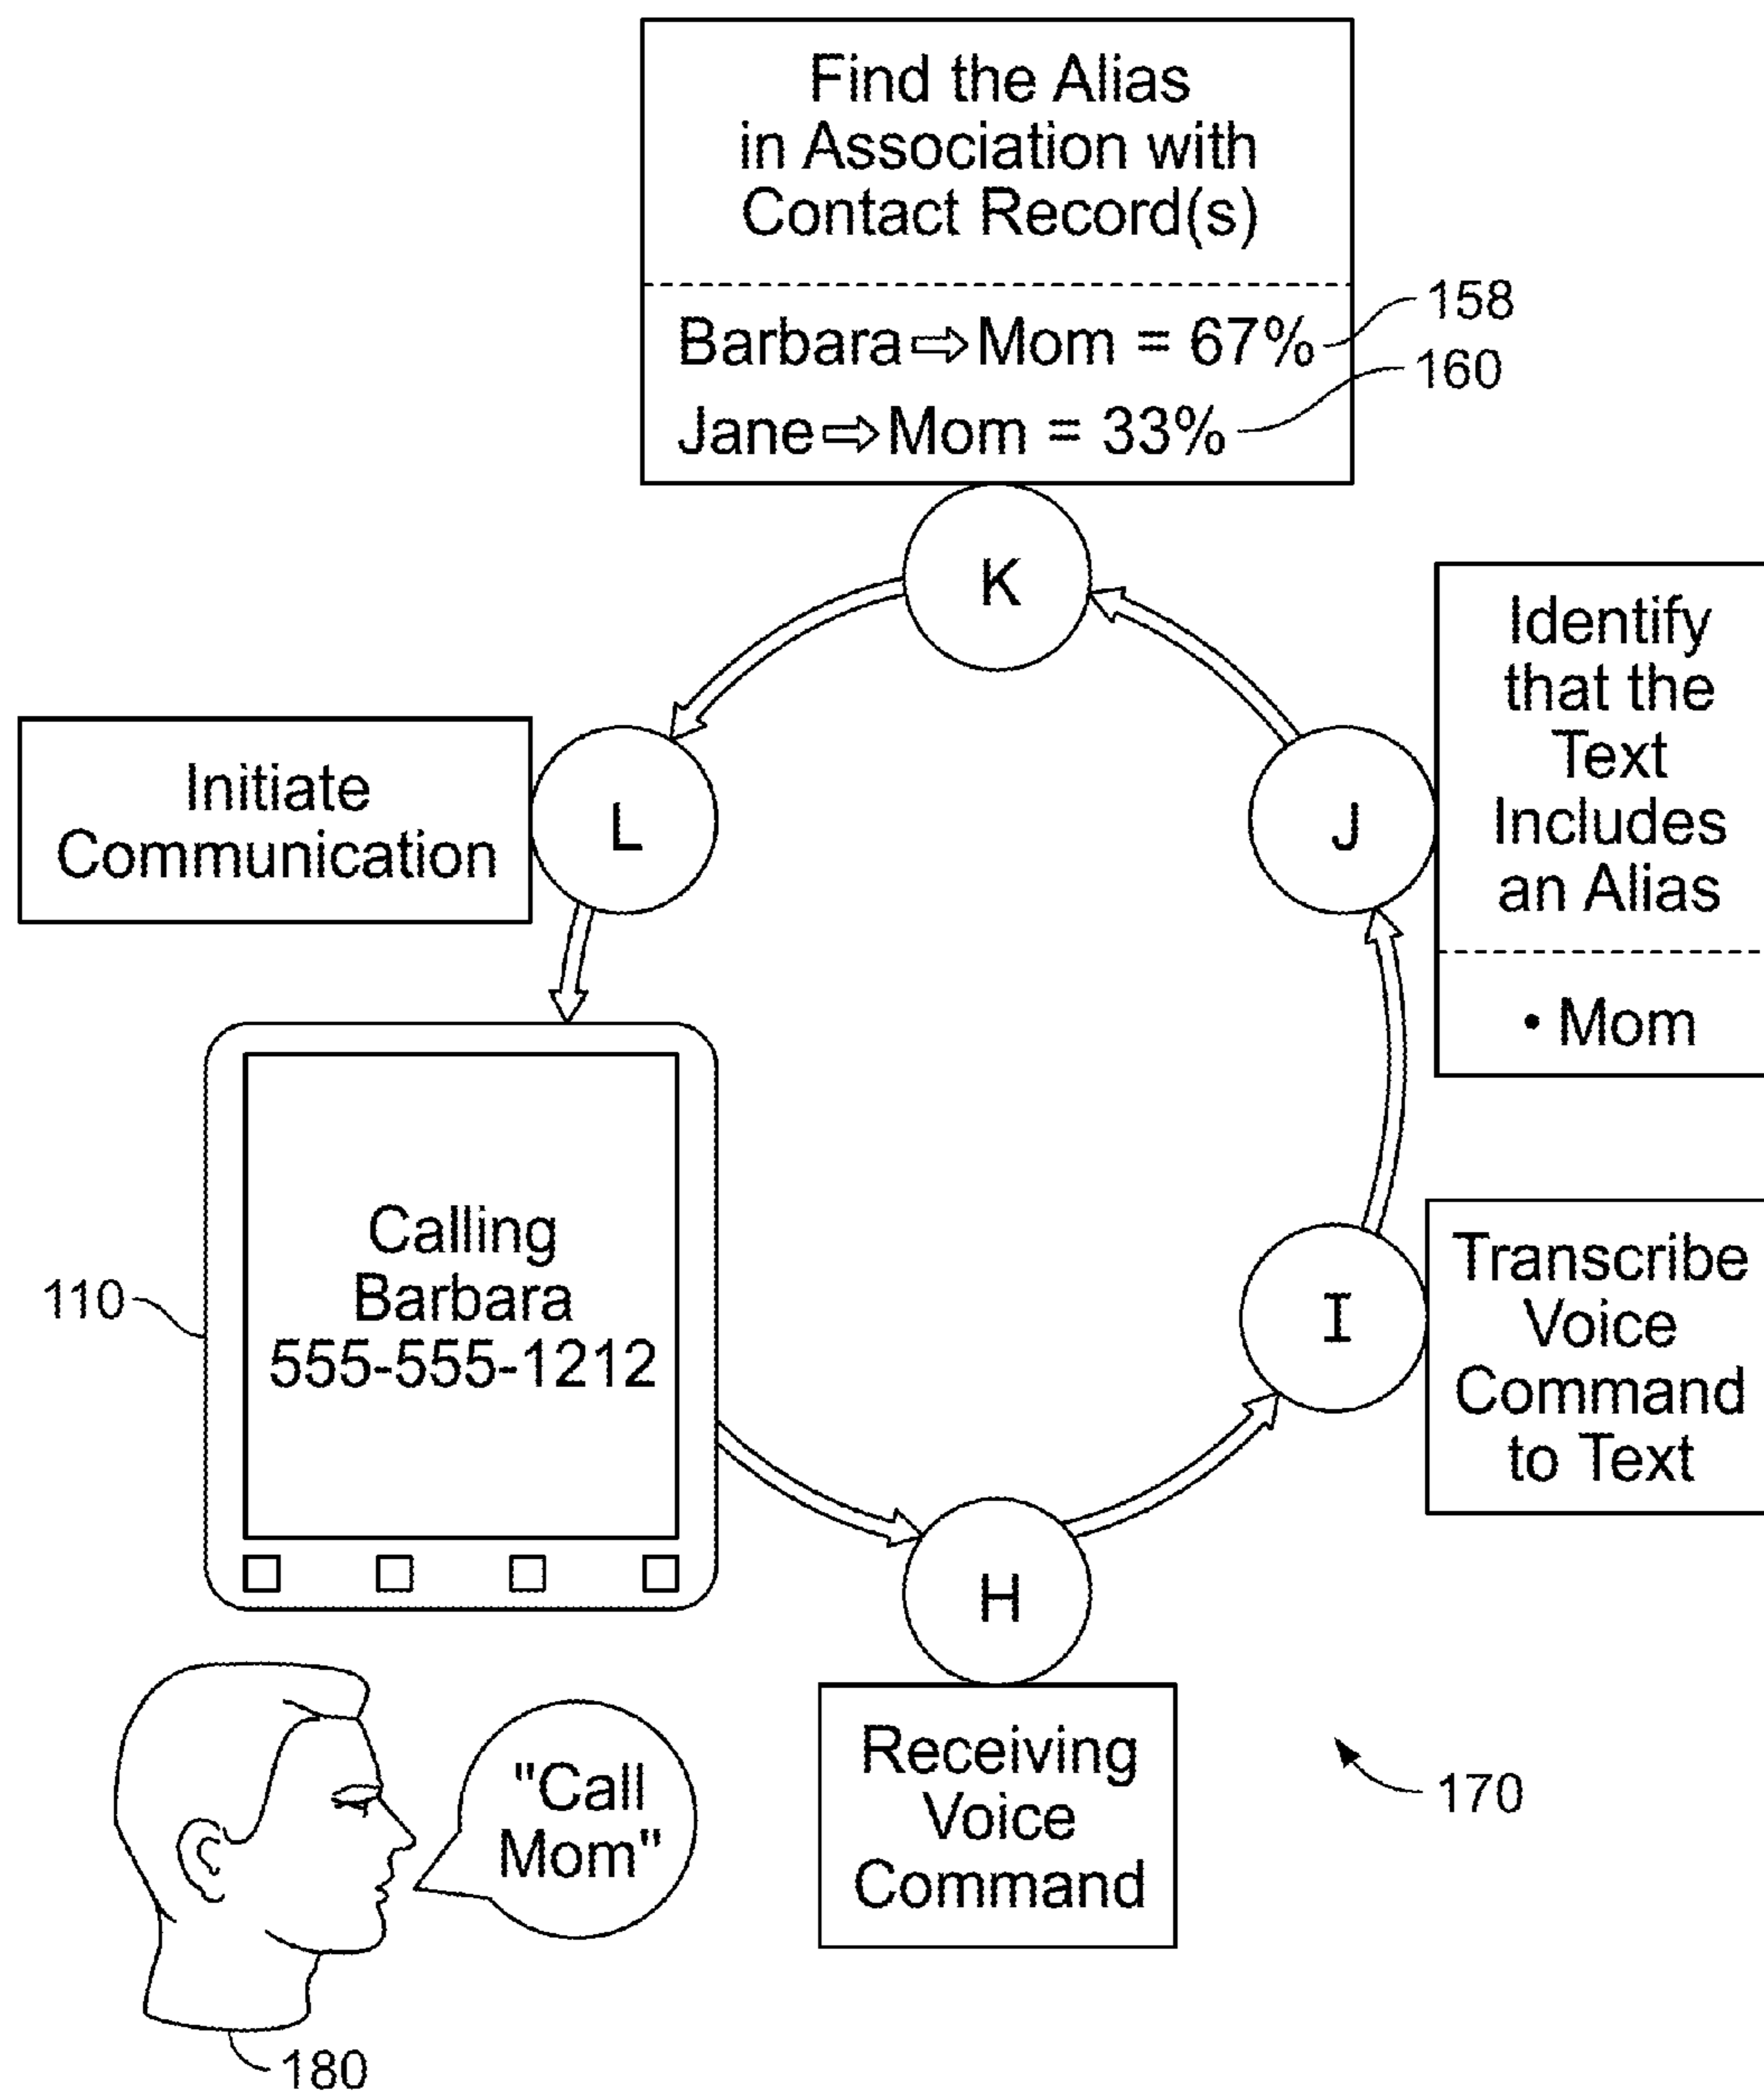 Find the Alias
in Association with
Contact Record(s)
Barbara ⇨ Mom = 67%
158
Jane ⇨ Mom = 33%
160
K
Identify
that the
Text
Includes
an Alias
• Mom
J
Initiate
Communication
L
Calling
Barbara
555-555-1212
110
I
Transcribe
Voice
Command
to Text
H
Receiving
Voice
Command
"Call
Mom"
170
180